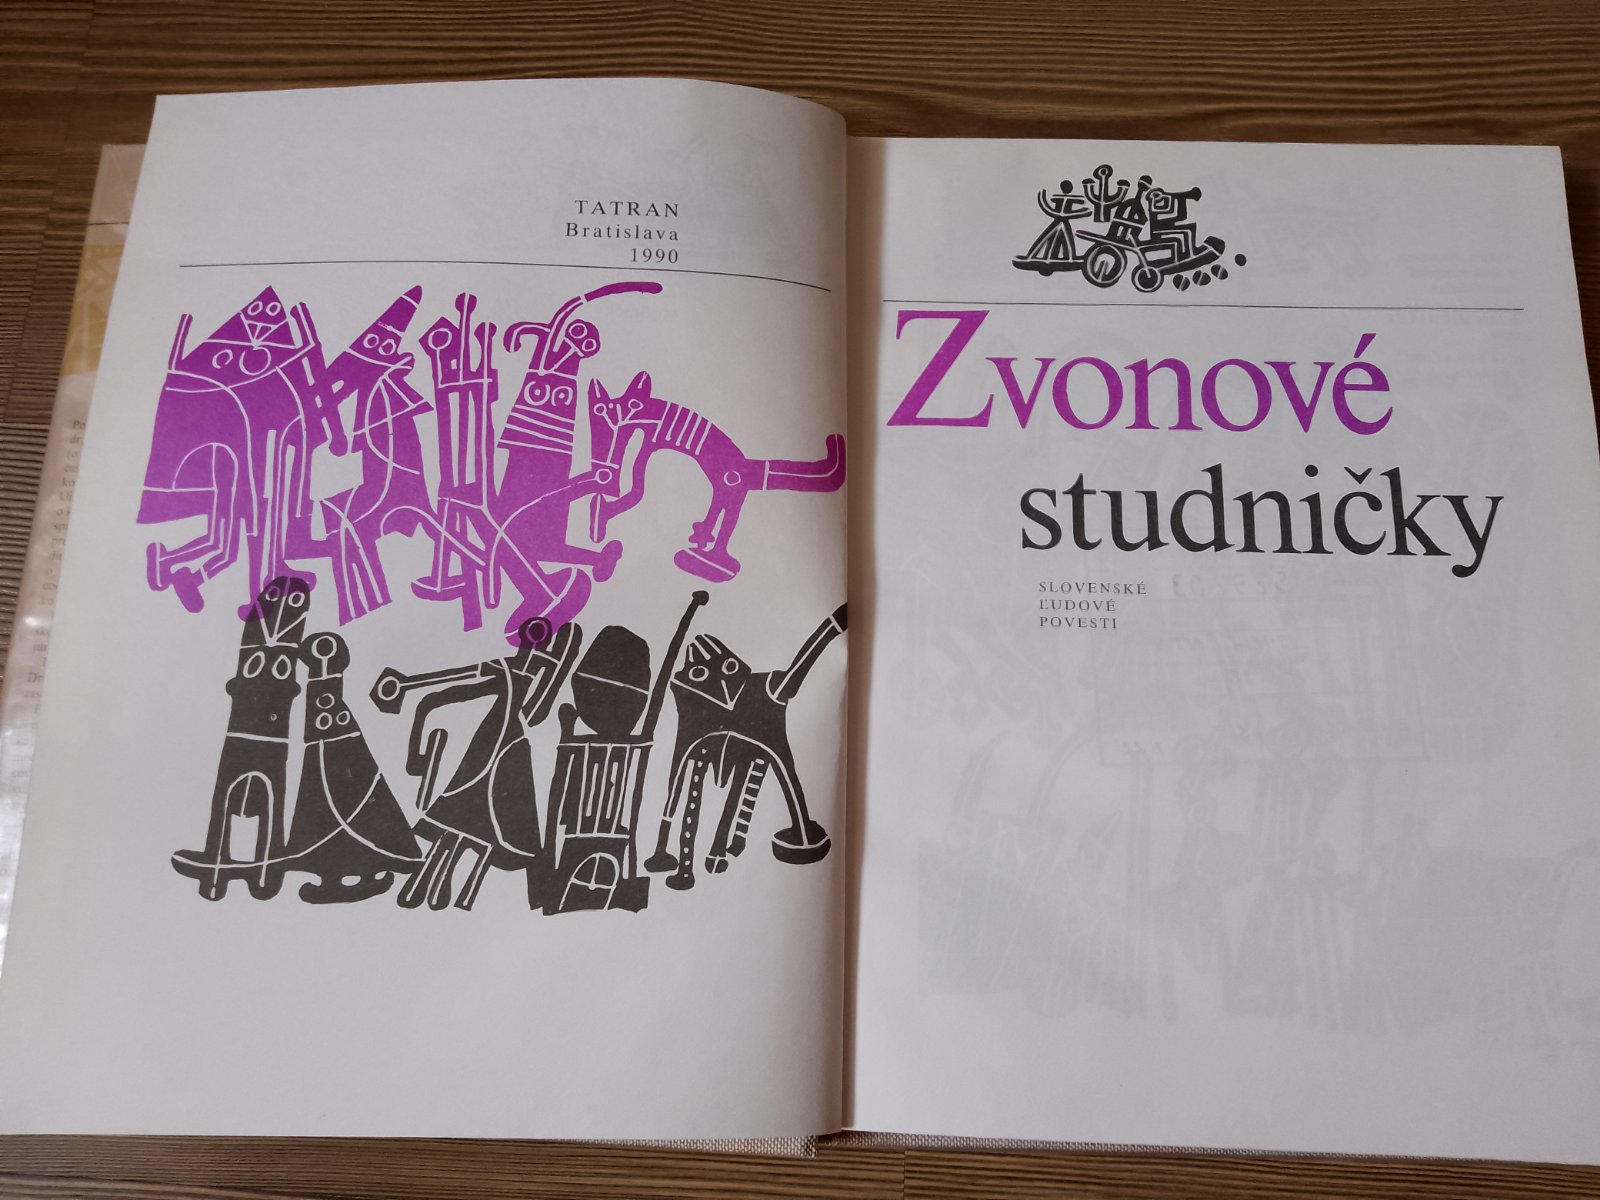 TATRAN
Bratislava
1990
Zvonové
studničky
SLOVENSKÉ
ĽUDOVÉ
POVESTI